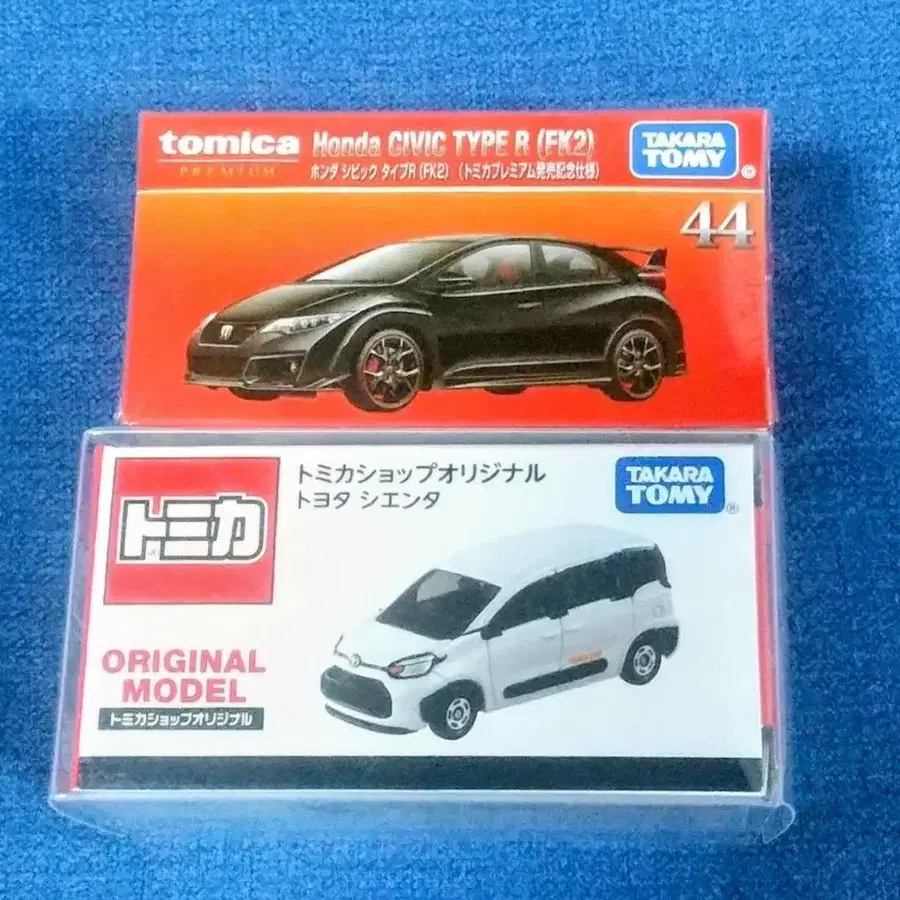 tomica
PREMIUM
Honda CIVIC TYPE R (FK2)
ホンダ シビック タイプR (FK2) (トミカプレミアム発売記念仕様)
TAKARA
TOMY
44
トミカ
トミカショップオリジナル
トヨタ シエンタ
TAKARA
TOMY
ORIGINAL
MODEL
トミカショップオリジナル